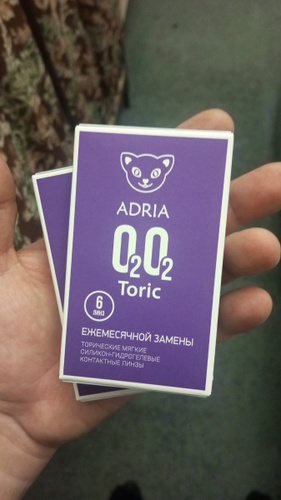 ADRIA
O2O2
Toric
6
ЛИНЗ
ЕЖЕМЕСЯЧНОЙ ЗАМЕНЫ
ТОРИЧЕСКИЕ МЯГКИЕ
СИЛИКОН-ГИДРОГЕЛЕВЫЕ
КОНТАКТНЫЕ ЛИНЗЫ